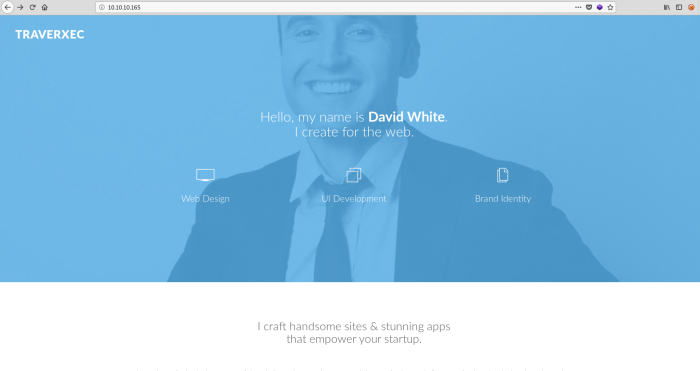 10.10.10.165
TRAVERXEC
Hello, my name is David White.
I create for the web.
Web Design
UI Development
Brand Identity
I craft handsome sites & stunning apps
that empower your startup.